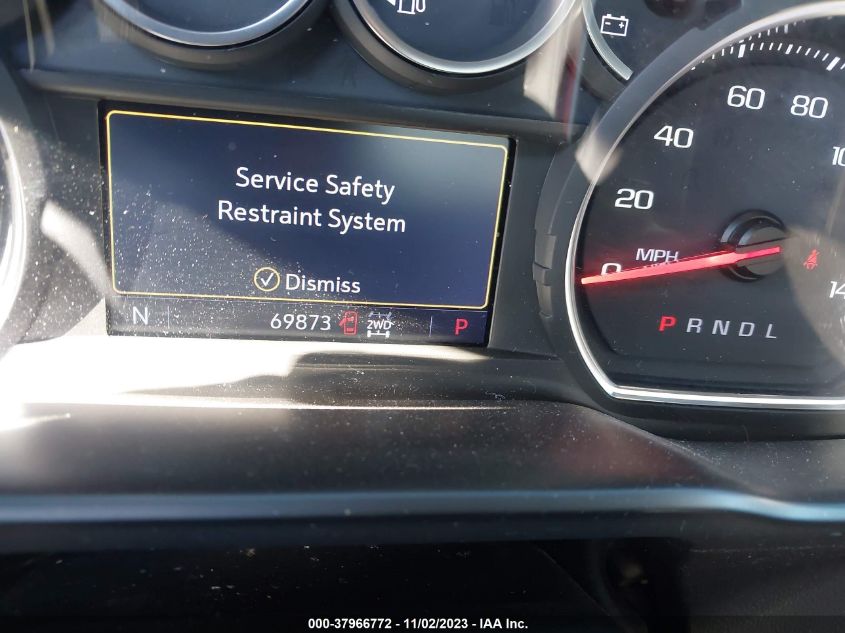 Service Safety
Restraint System
Dismiss
N 69873 2WD P
0 20 40 60 80
MPH
P R N D L
000-37966772 - 11/02/2023 - IAA Inc.